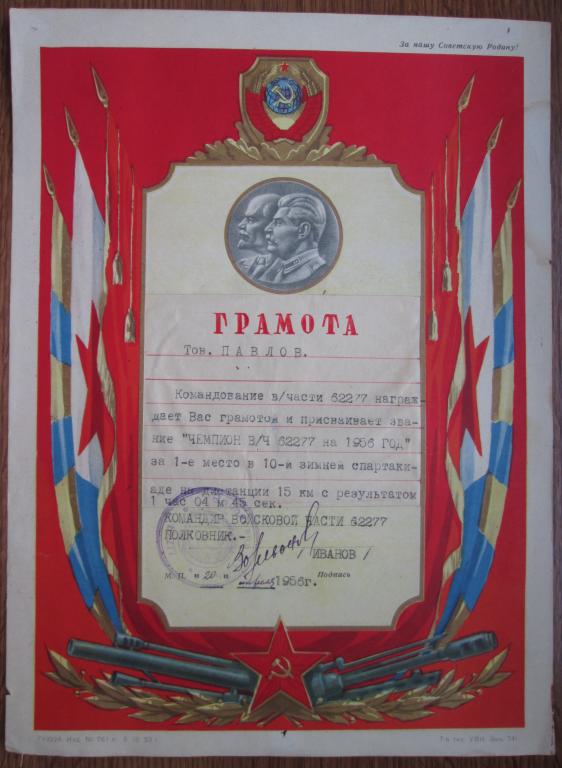 За нашу Советскую Родину!
ГРАМОТА
Тов. ПАВЛОВ.
Командование в/части 62277 награж-
дает Вас грамотой и присваивает зва-
ние "ЧЕМПИОН В/Ч 62277 на 1956 ГОД"
за 1-е место в 10-й зимней спартаки-
аде на дистанции 15 км с результатом
1 час 04 м 45 сек.
КОМАНДИР ВОЙСКОВОЙ ЧАСТИ 62277
ПОЛКОВНИК.-
/ИВАНОВ/
М. П. « 20 » апреля 1956г. Подпись